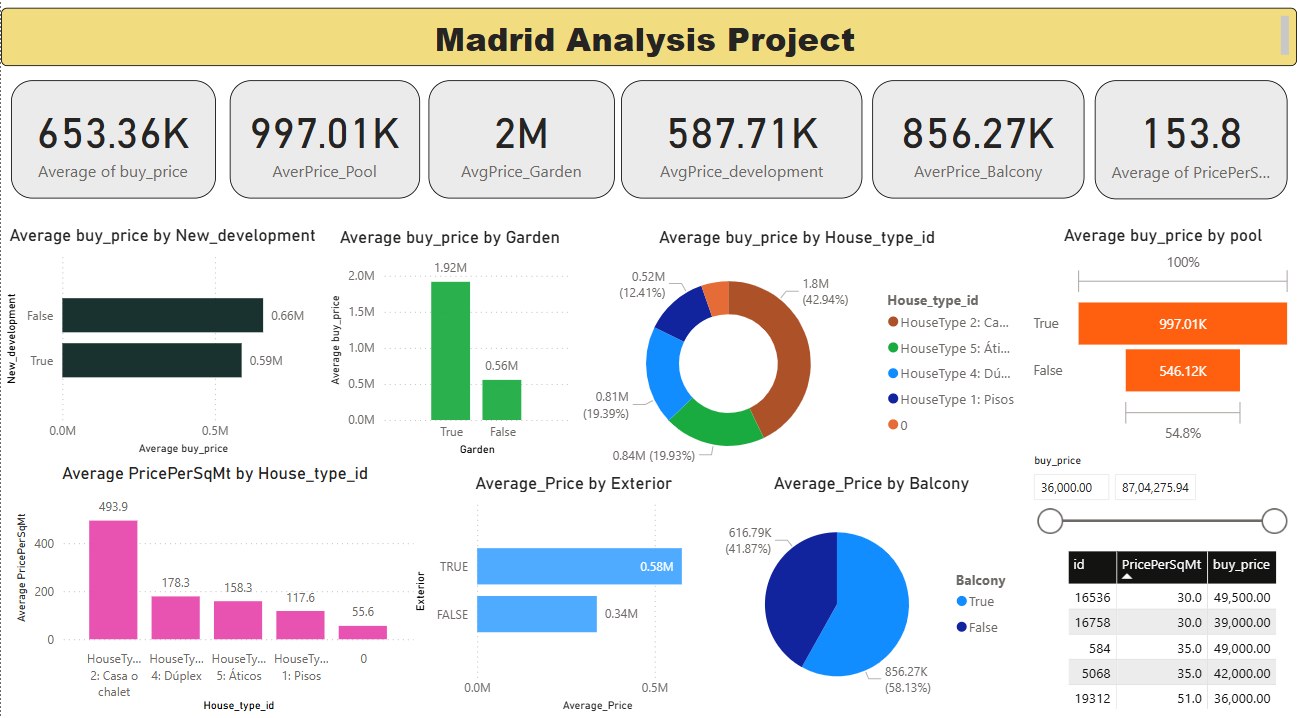 Madrid Analysis Project
653.36K
Average of buy_price
997.01K
AverPrice_Pool
2M
AvgPrice_Garden
587.71K
AvgPrice_development
856.27K
AverPrice_Balcony
153.8
Average of PricePerS...
Average buy_price by New_development
New_development
False
0.66M
True
0.59M
0.0M 0.5M
Average buy_price
Average buy_price by Garden
Average buy_price
2.0M
1.5M
1.0M
0.5M
0.0M
1.92M
0.56M
True False
Garden
Average buy_price by House_type_id
0.52M
(12.41%)
1.8M
(42.94%)
0.81M
(19.39%)
0.84M (19.93%)
House_type_id
HouseType 2: Ca...
HouseType 5: Áti...
HouseType 4: Dú...
HouseType 1: Pisos
0
Average buy_price by pool
100%
True
997.01K
False
546.12K
54.8%
Average PricePerSqMt by House_type_id
Average PricePerSqMt
400
200
0
493.9
178.3
158.3
117.6
55.6
HouseTy... HouseTy... HouseTy... HouseTy... 0
2: Casa o 4: Dúplex 5: Áticos 1: Pisos
chalet
House_type_id
Average_Price by Exterior
Exterior
TRUE
0.58M
FALSE
0.34M
0.0M 0.5M
Average_Price
Average_Price by Balcony
616.79K
(41.87%)
856.27K
(58.13%)
Balcony
True
False
buy_price
36,000.00 87,04,275.94
id PricePerSqMt buy_price
16536 30.0 49,500.00
16758 30.0 39,000.00
584 35.0 49,000.00
5068 35.0 42,000.00
19312 51.0 36,000.00